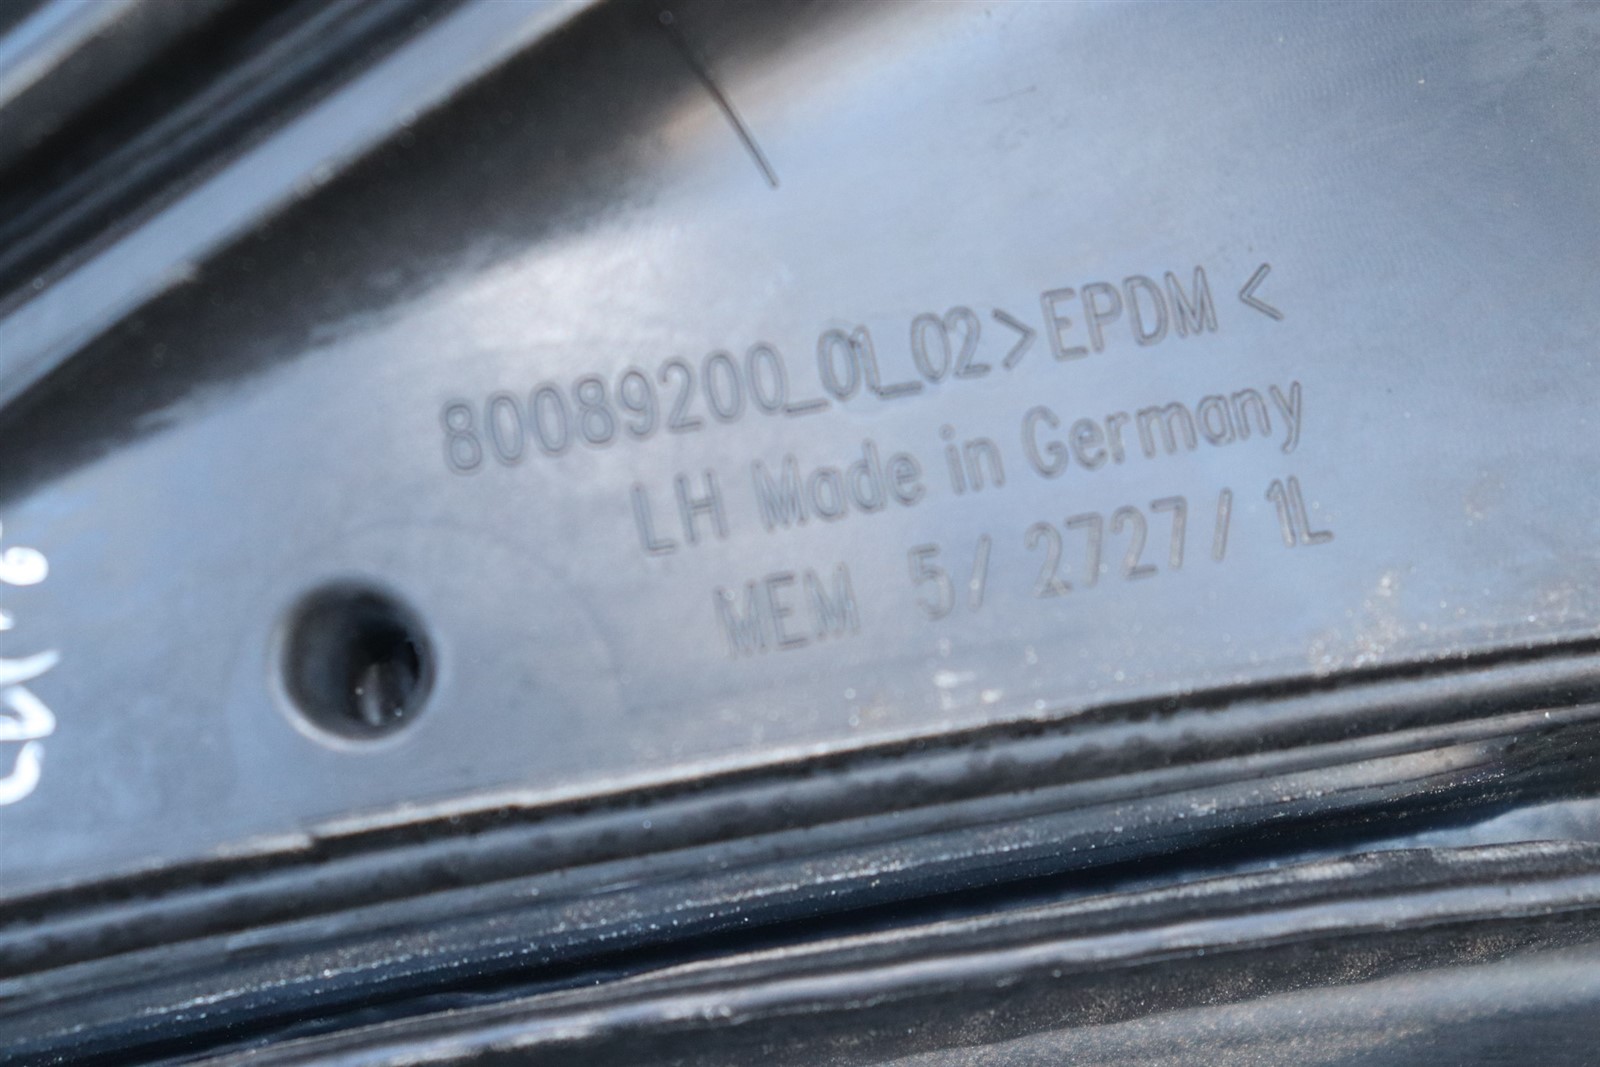 80089200_01_02>EPDM<
LH Made in Germany
MEM 5/2727/1L